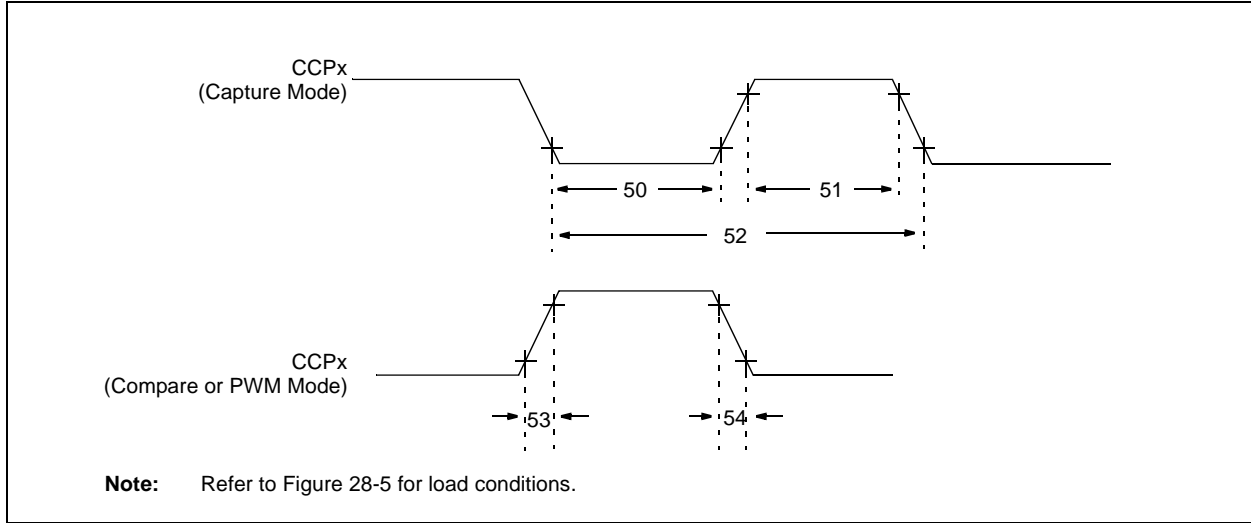 CCPx
(Capture Mode)
50
51
52
CCPx
(Compare or PWM Mode)
53
54
Note: Refer to Figure 28-5 for load conditions.